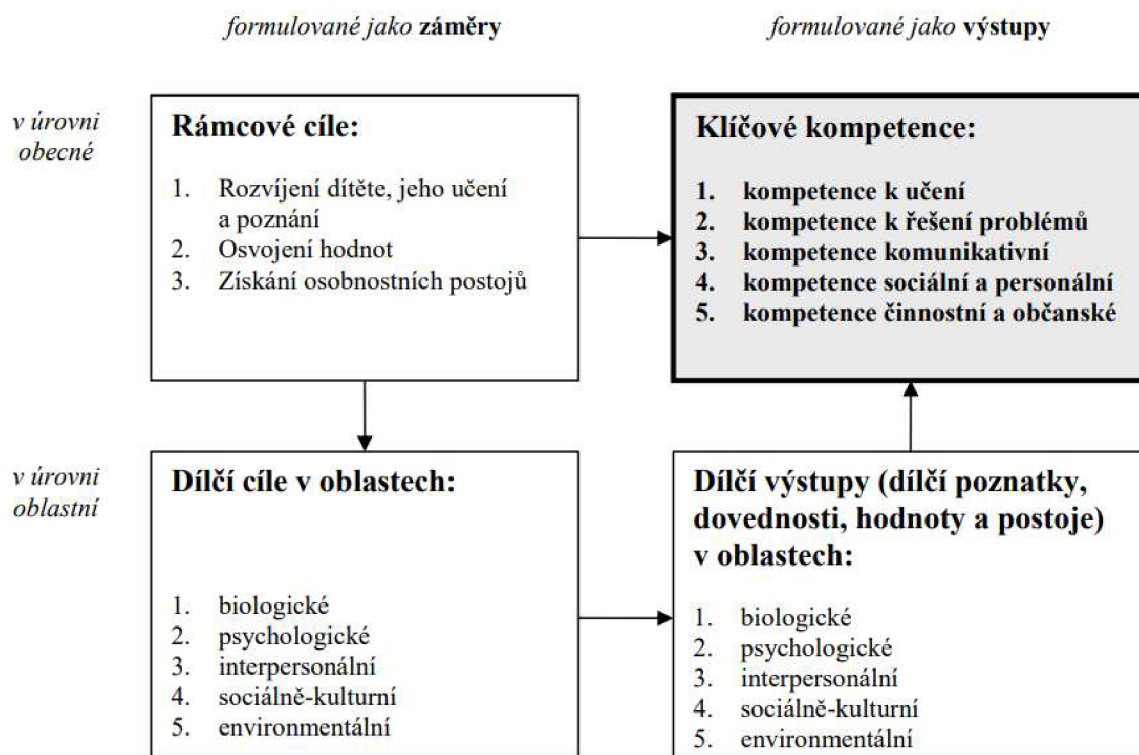 formulované jako záměry
formulované jako výstupy
v úrovni
obecné
Rámcové cíle:
1. Rozvíjení dítěte, jeho učení
a poznání
2. Osvojení hodnot
3. Získání osobnostních postojů
Klíčové kompetence:
1. kompetence k učení
2. kompetence k řešení problémů
3. kompetence komunikativní
4. kompetence sociální a personální
5. kompetence činnostní a občanské
v úrovni
oblastní
Dílčí cíle v oblastech:
1. biologické
2. psychologické
3. interpersonální
4. sociálně-kulturní
5. environmentální
Dílčí výstupy (dílčí poznatky,
dovednosti, hodnoty a postoje)
v oblastech:
1. biologické
2. psychologické
3. interpersonální
4. sociálně-kulturní
5. environmentální